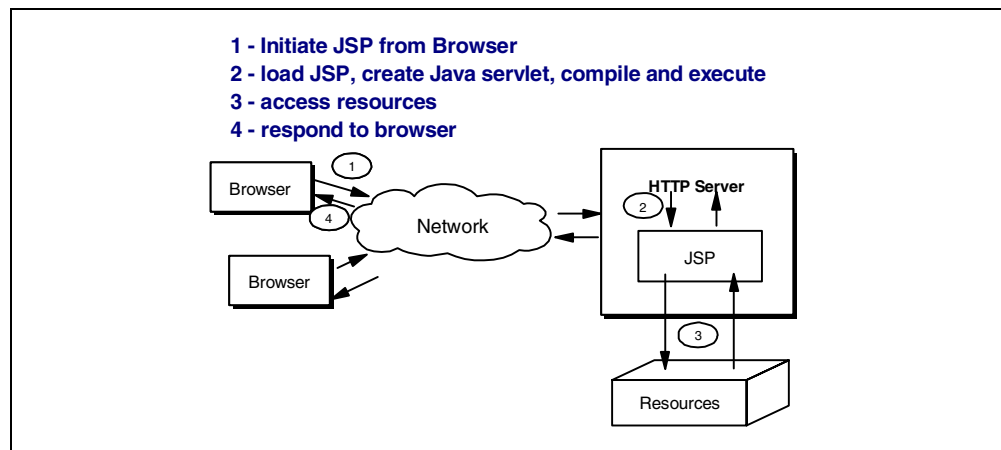 1 - Initiate JSP from Browser
2 - load JSP, create Java servlet, compile and execute
3 - access resources
4 - respond to browser
1
Browser
HTTP Server
2
4
Network
JSP
Browser
3
Resources